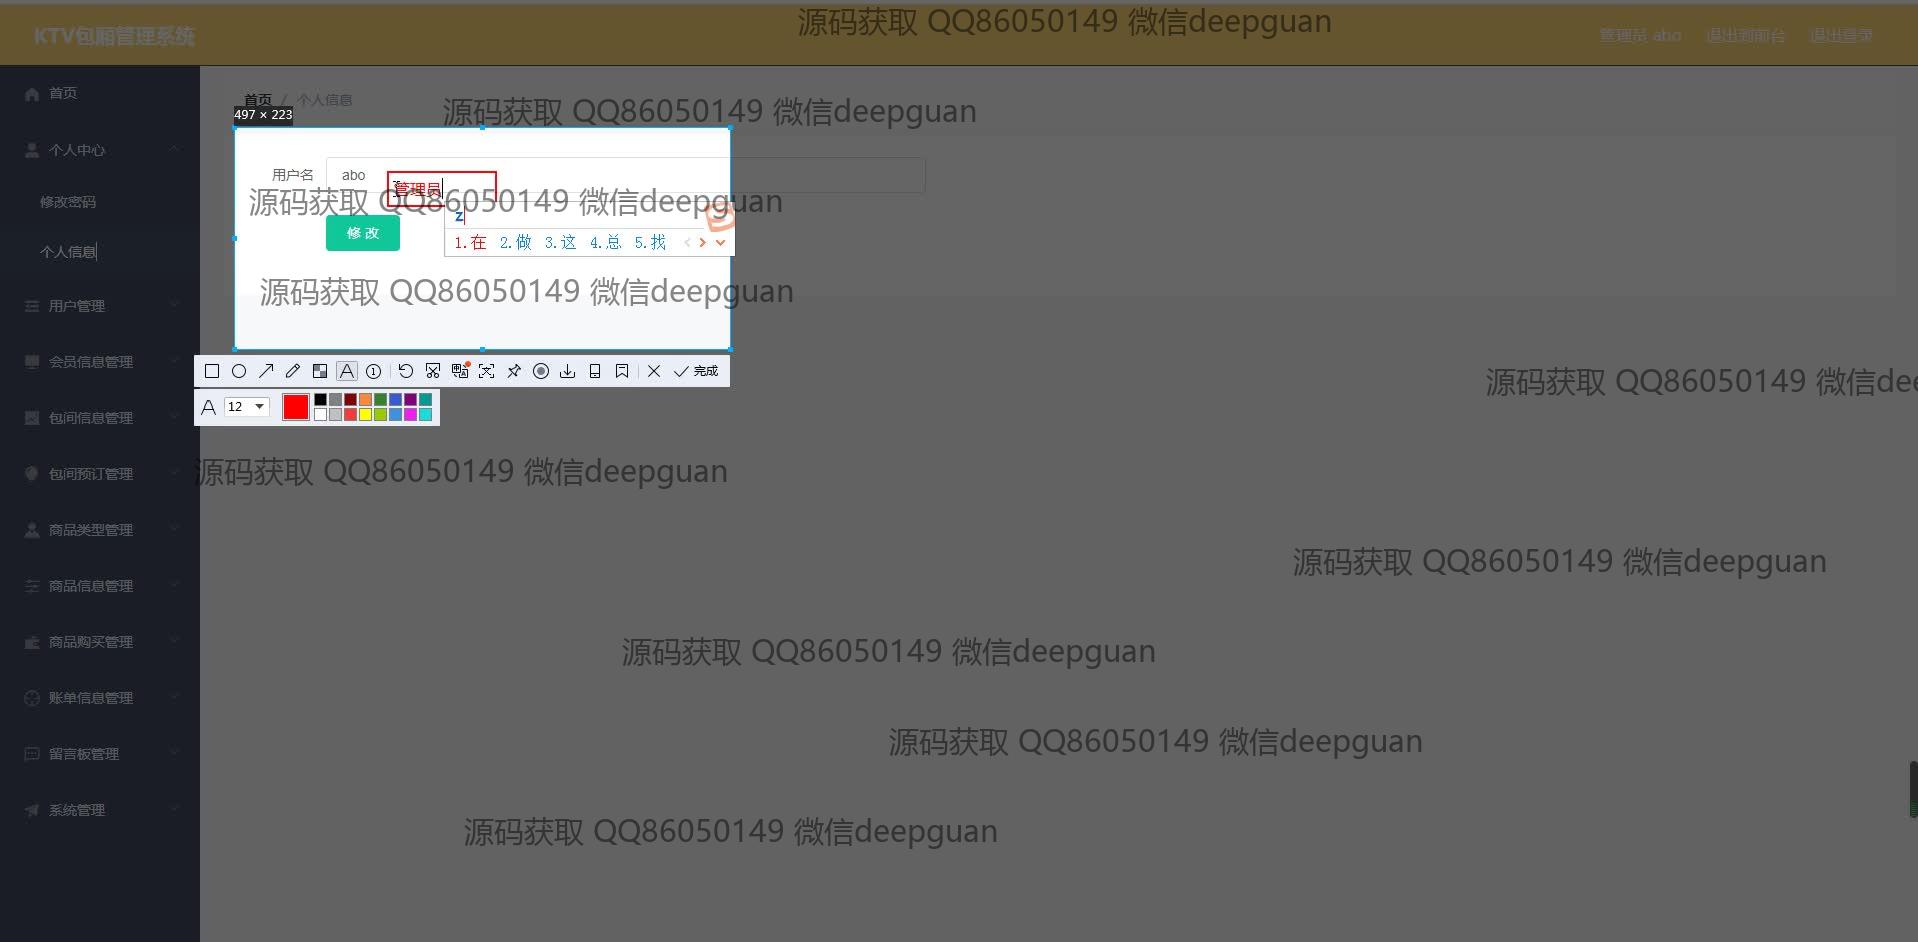 源码获取 QQ86050149 微信deepguan
KTV包厢管理系统
管理员 abo 退出到前台 退出登录
首页
首页 / 个人信息
源码获取 QQ86050149 微信deepguan
497 × 223
个人中心
用户名 abo
管理员
修改密码
源码获取 QQ86050149 微信deepguan
z
修改
1.在 2.做 3.这 4.总 5.找
个人信息
源码获取 QQ86050149 微信deepguan
用户管理
会员信息管理
A 1 完成
源码获取 QQ86050149 微信dee
A 12
包间信息管理
包间预订管理
源码获取 QQ86050149 微信deepguan
商品类型管理
源码获取 QQ86050149 微信deepguan
商品信息管理
商品购买管理
源码获取 QQ86050149 微信deepguan
账单信息管理
源码获取 QQ86050149 微信deepguan
留言板管理
系统管理
源码获取 QQ86050149 微信deepguan